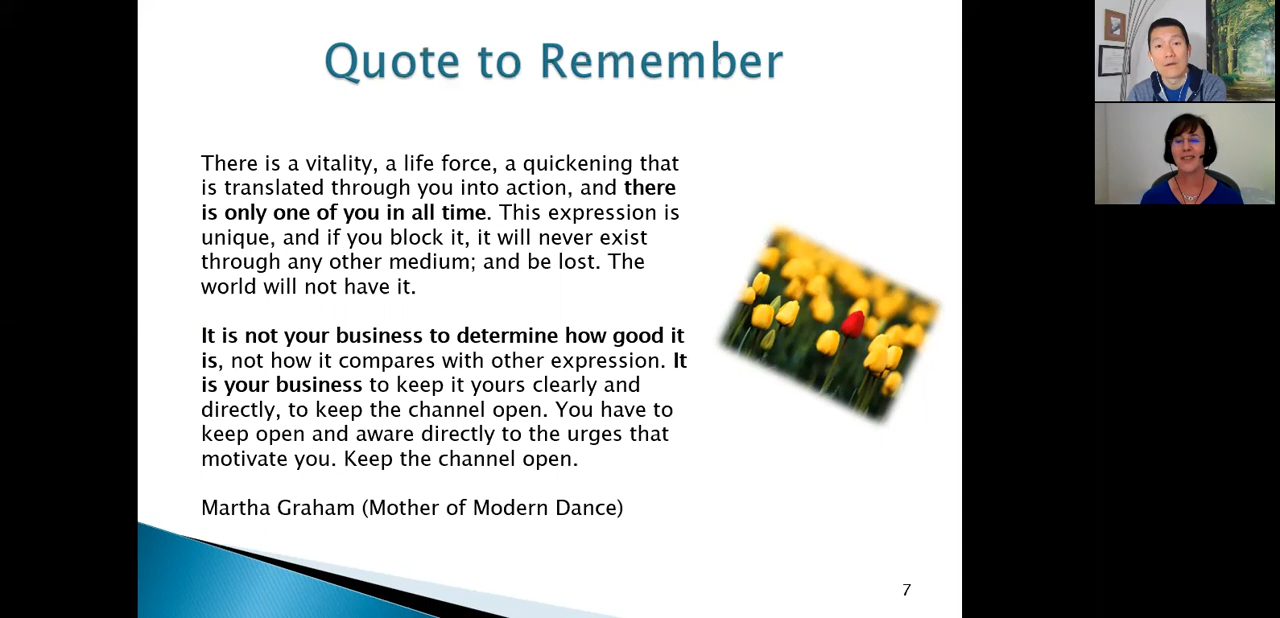 Quote to Remember
There is a vitality, a life force, a quickening that
is translated through you into action, and there
is only one of you in all time. This expression is
unique, and if you block it, it will never exist
through any other medium; and be lost. The
world will not have it.
It is not your business to determine how good it
is, not how it compares with other expression. It
is your business to keep it yours clearly and
directly, to keep the channel open. You have to
keep open and aware directly to the urges that
motivate you. Keep the channel open.
Martha Graham (Mother of Modern Dance)
7